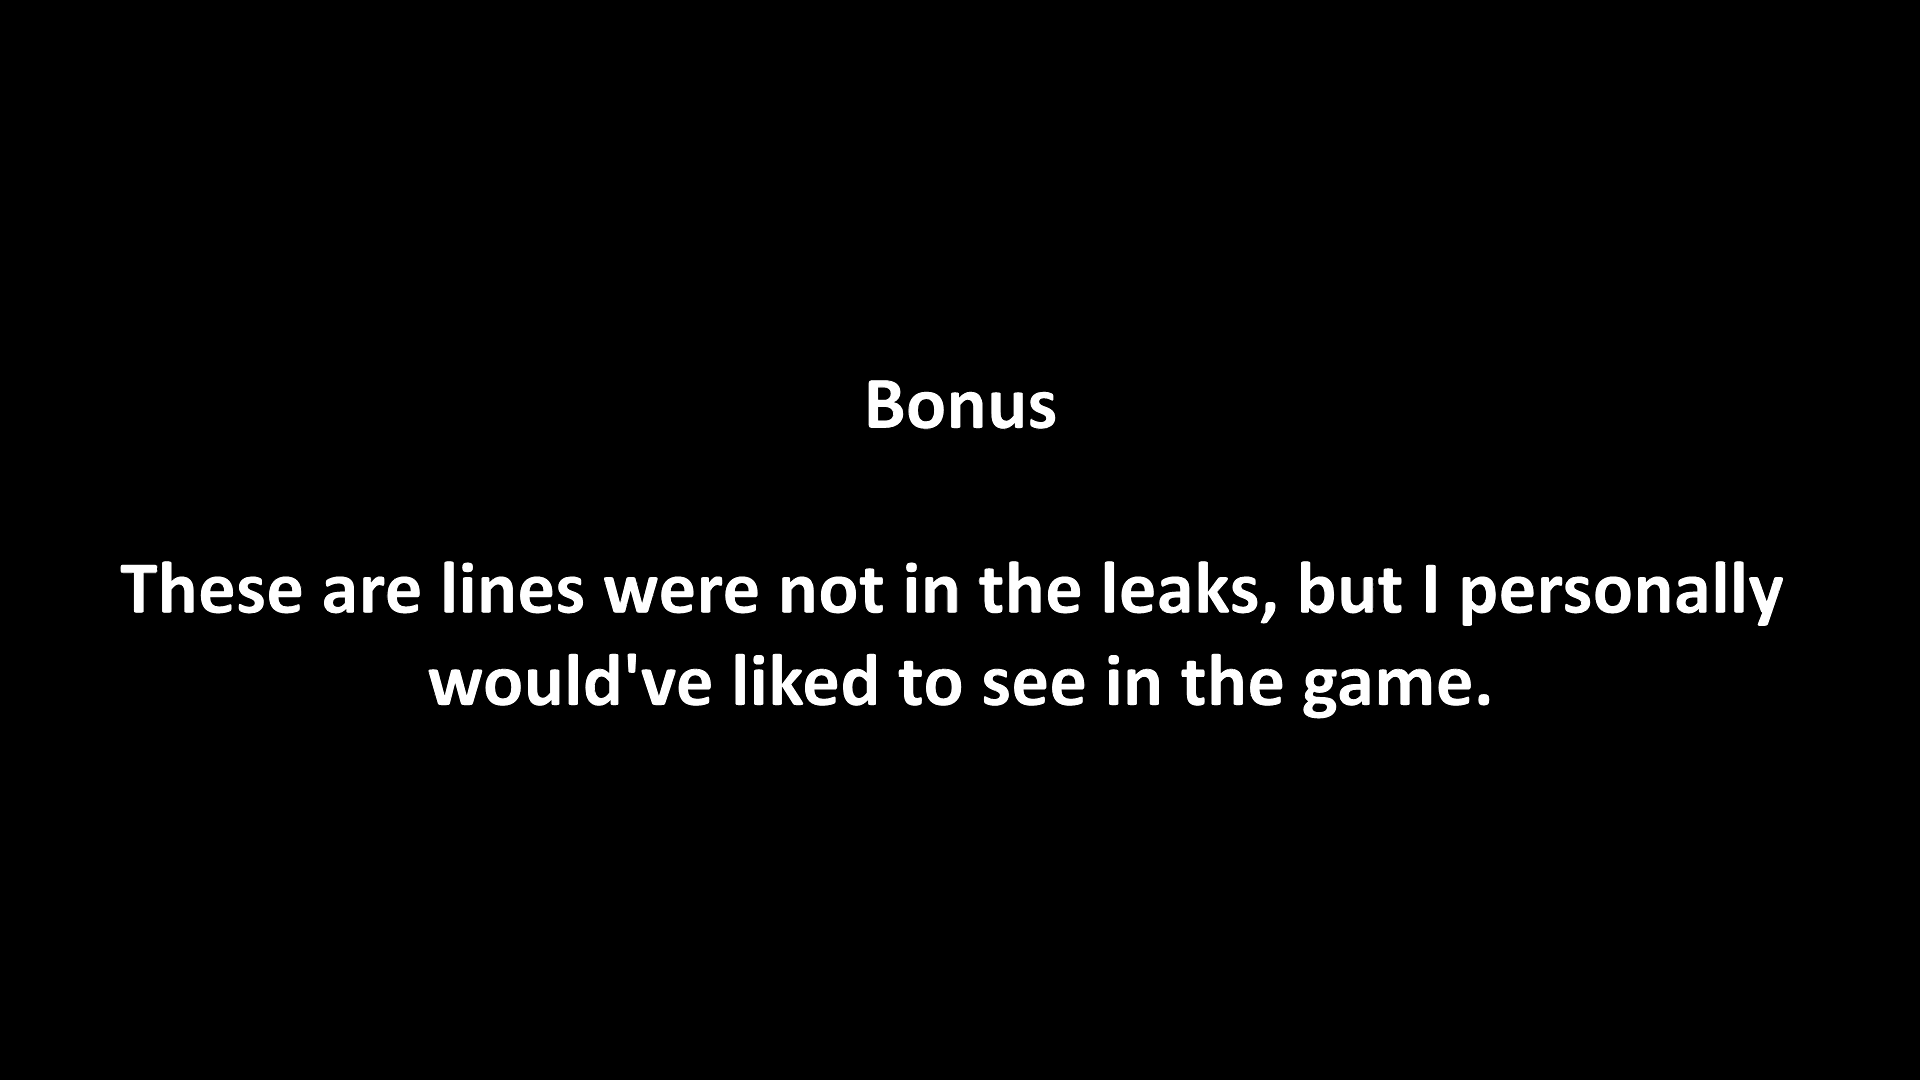 Bonus
These are lines were not in the leaks, but I personally
would've liked to see in the game.